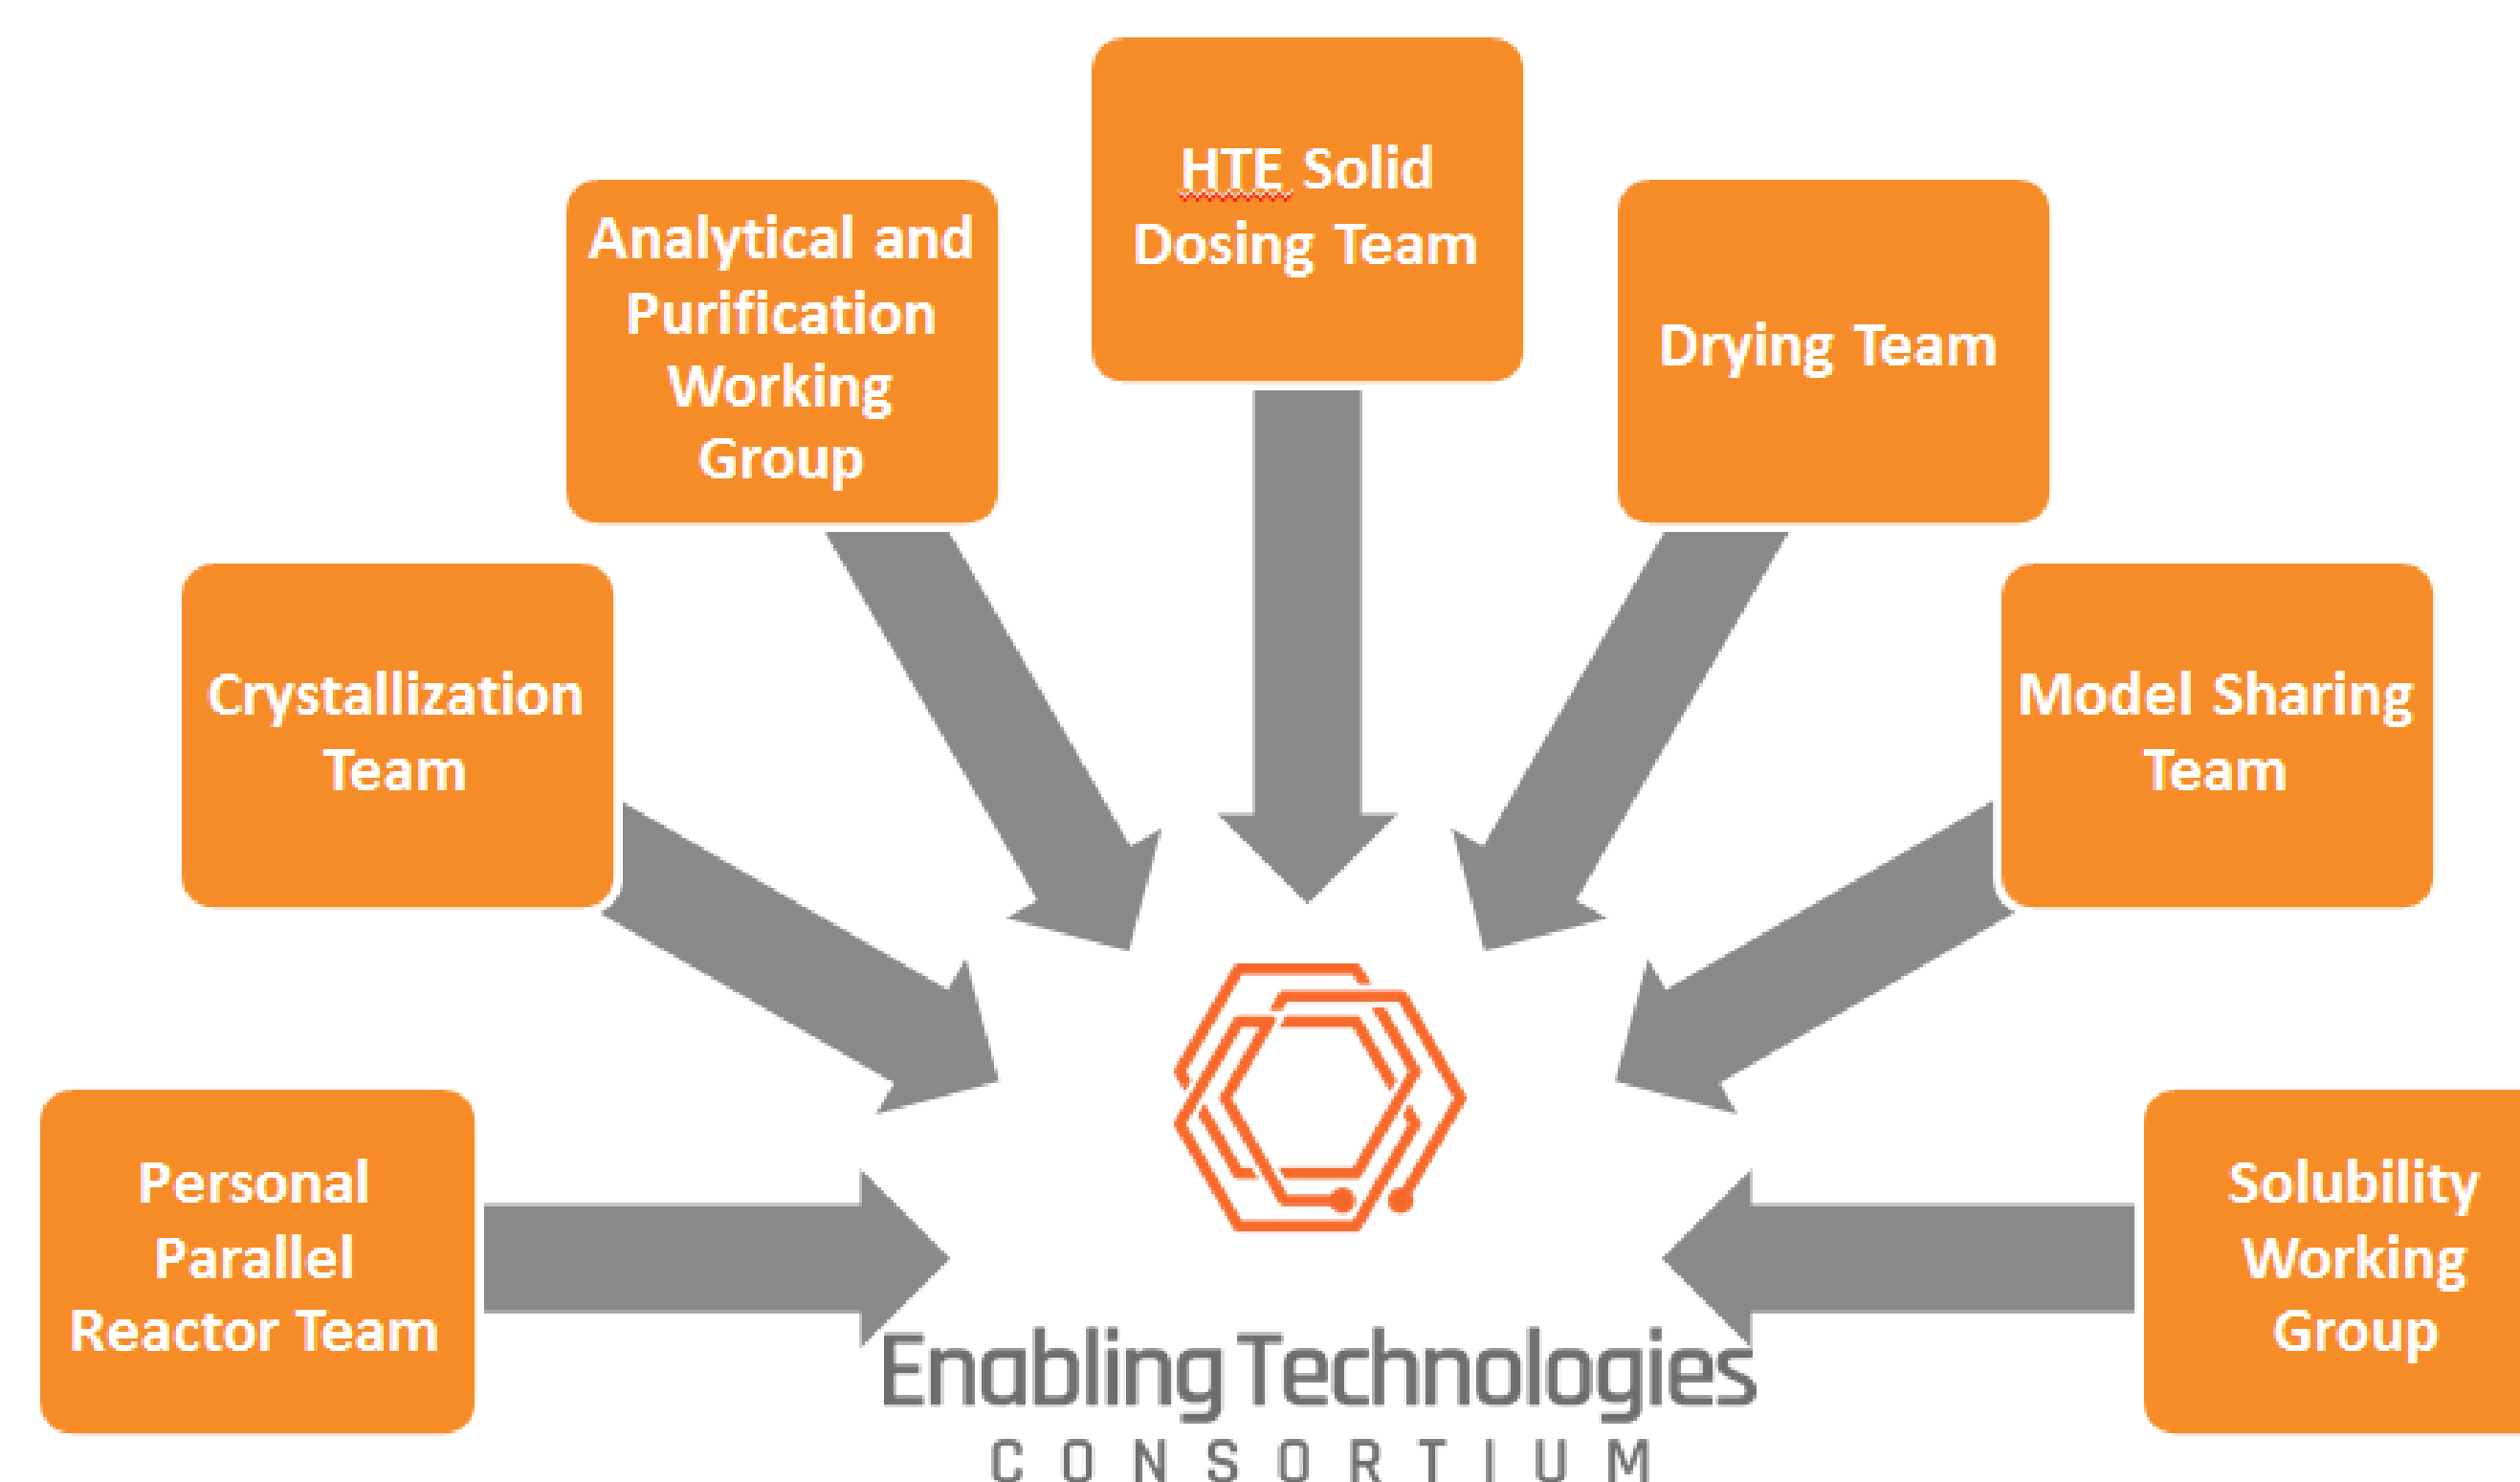 HTE Solid
Dosing Team
Analytical and
Purification
Working
Group
Drying Team
Crystallization
Team
Model Sharing
Team
Personal
Parallel
Reactor Team
Solubility
Working
Group
Enabling Technologies
CONSORTIUM